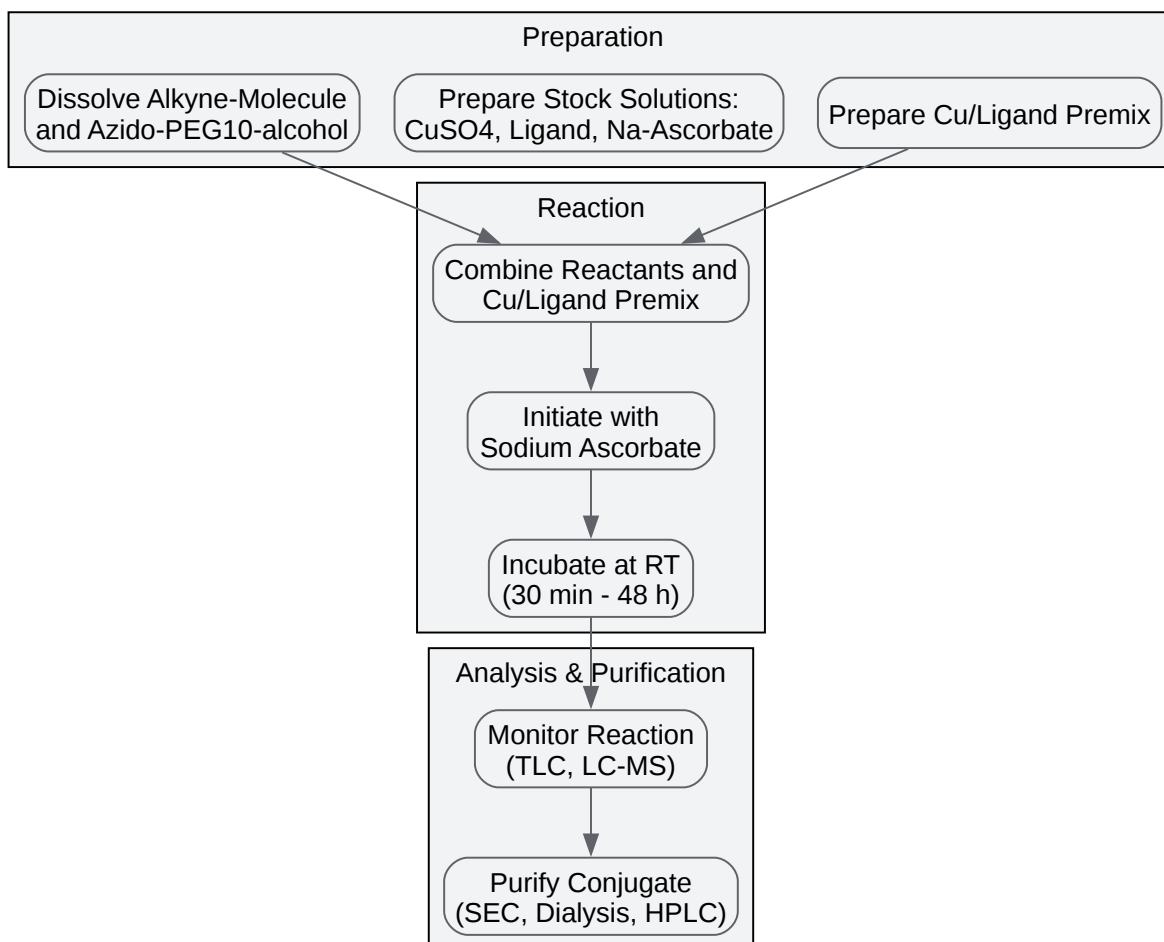 Preparation
Dissolve Alkyne-Molecule
and Azido-PEG10-alcohol
Prepare Stock Solutions:
CuSO4, Ligand, Na-Ascorbate
Prepare Cu/Ligand Premix
Reaction
Combine Reactants and
Cu/Ligand Premix
Initiate with
Sodium Ascorbate
Incubate at RT
(30 min - 48 h)
Analysis & Purification
Monitor Reaction
(TLC, LC-MS)
Purify Conjugate
(SEC, Dialysis, HPLC)